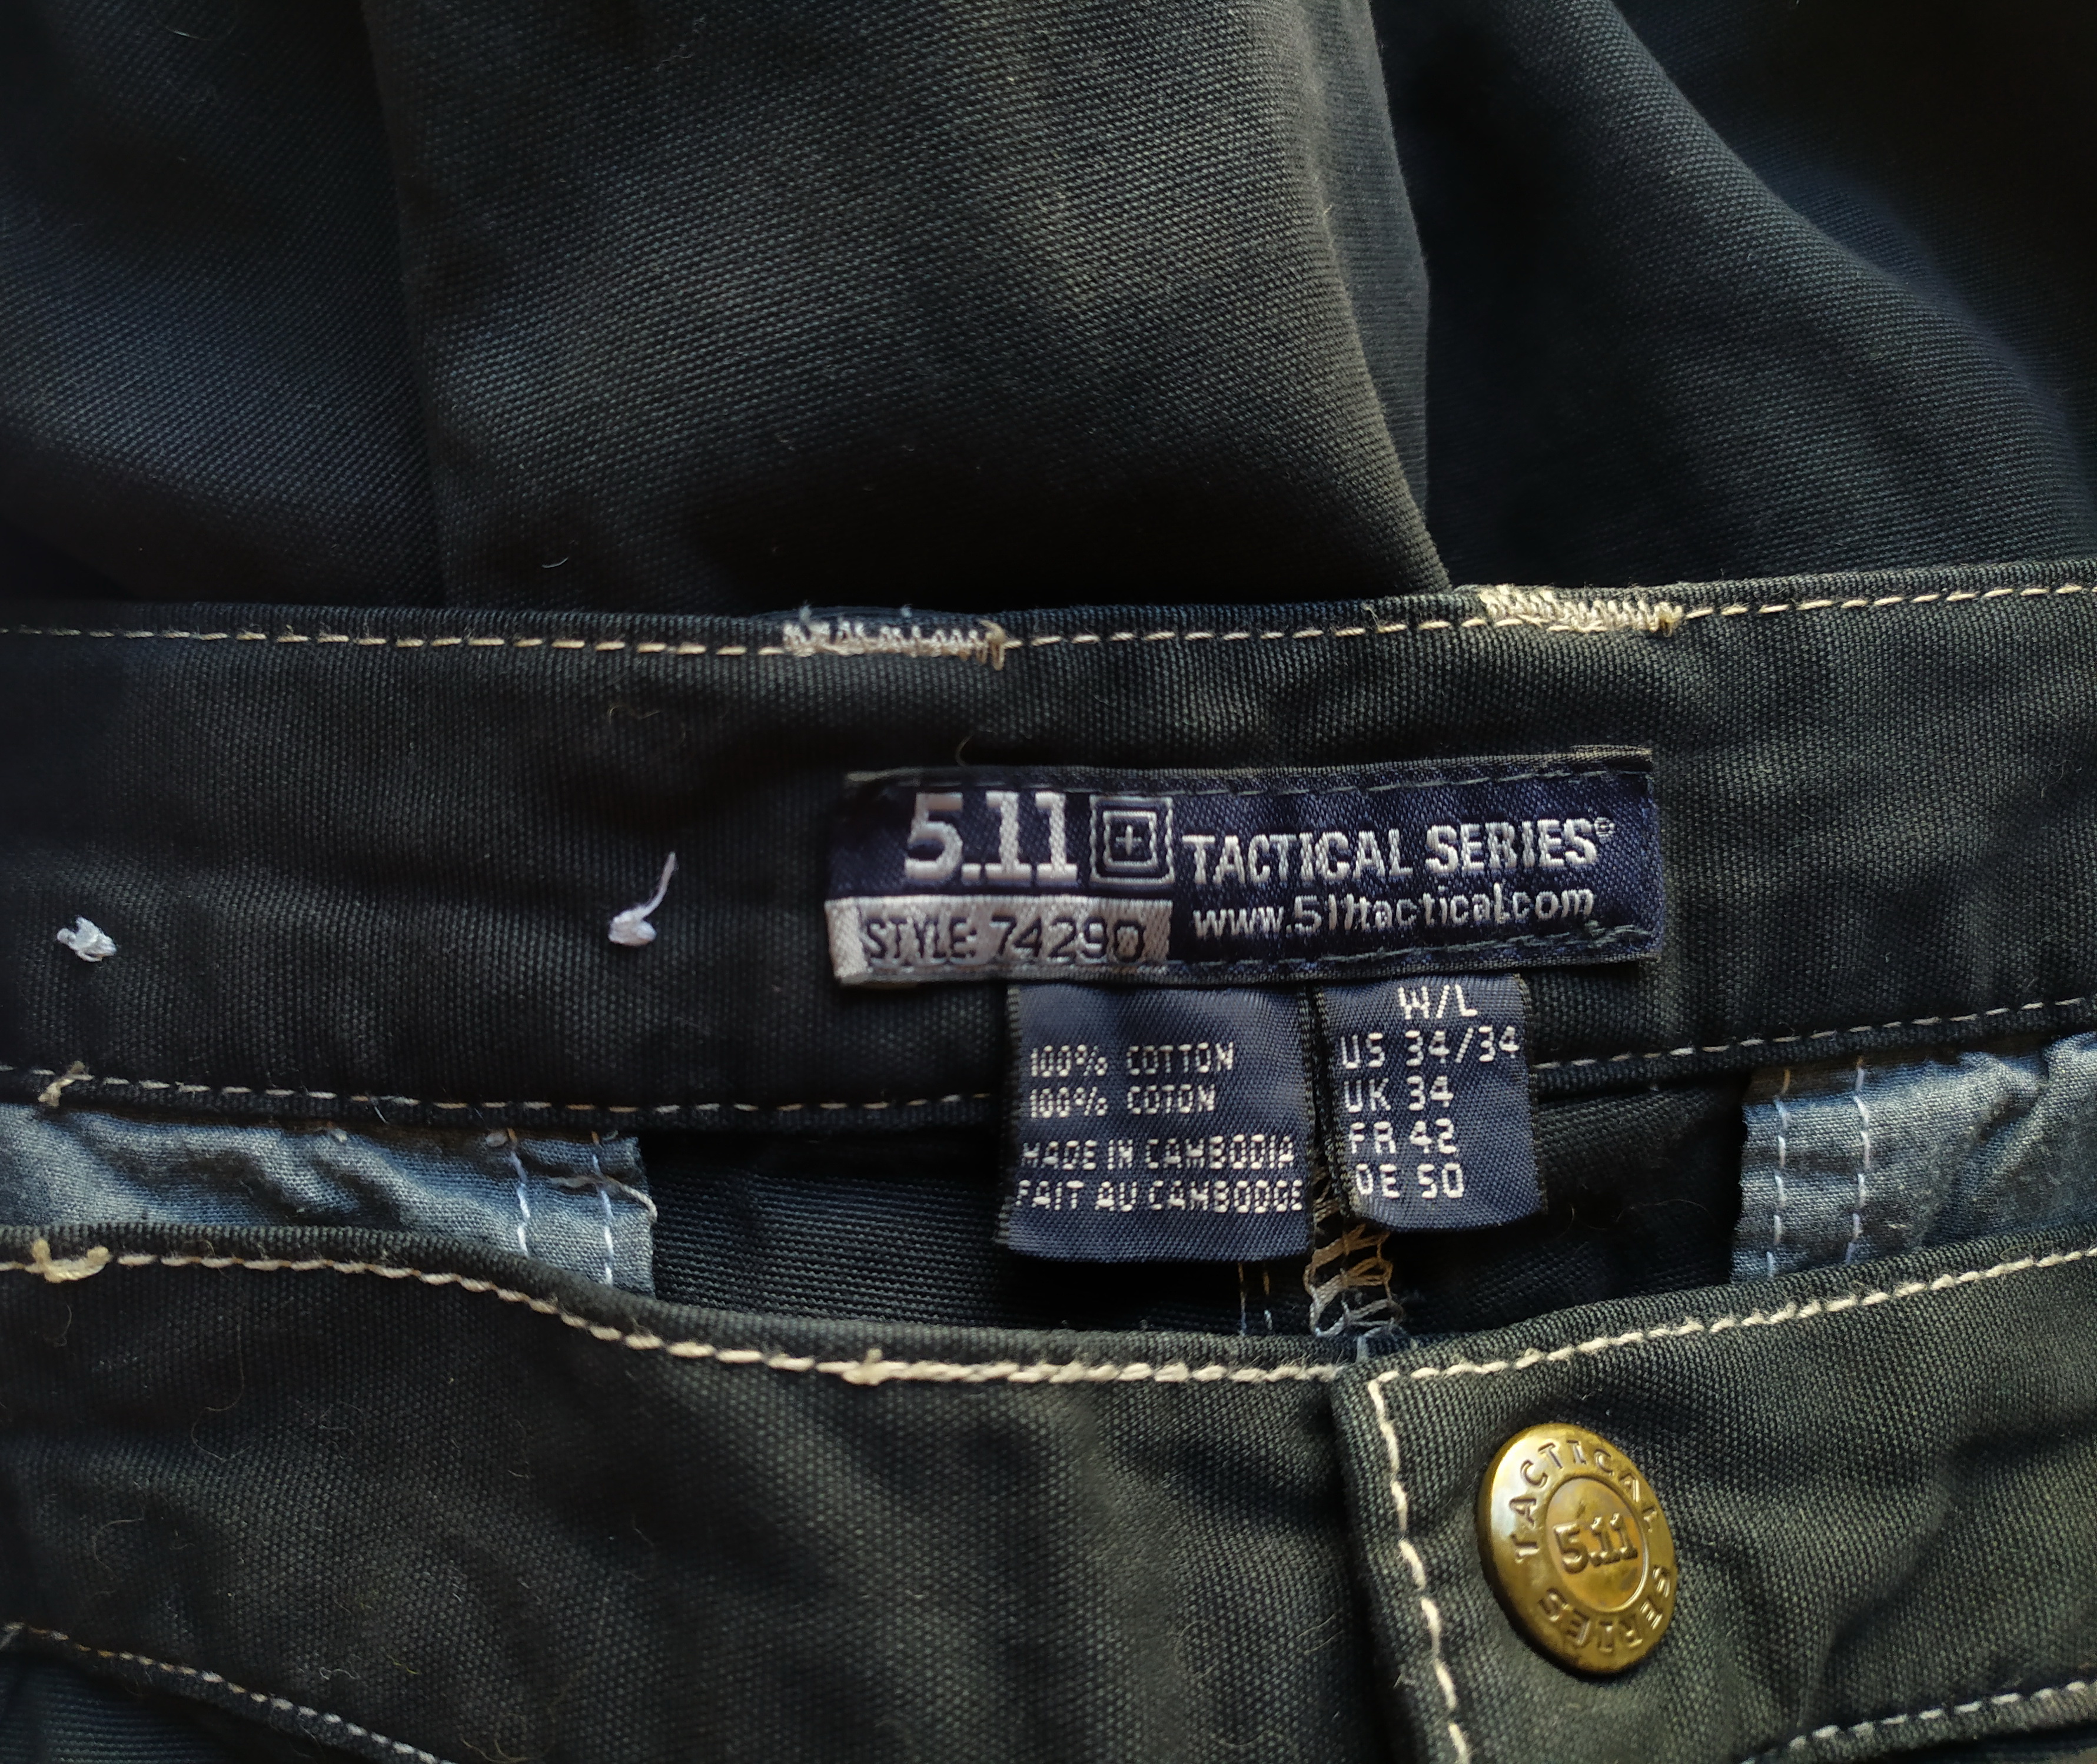 5.11 TACTICAL SERIES®
www.511tactical.com
STYLE: 74290
100% COTTON
100% COTON
MADE IN CAMBODIA
FAIT AU CAMBODGE
W/L
US 34/34
UK 34
FR 42
DE 50
TACTICAL SERIES
5.11